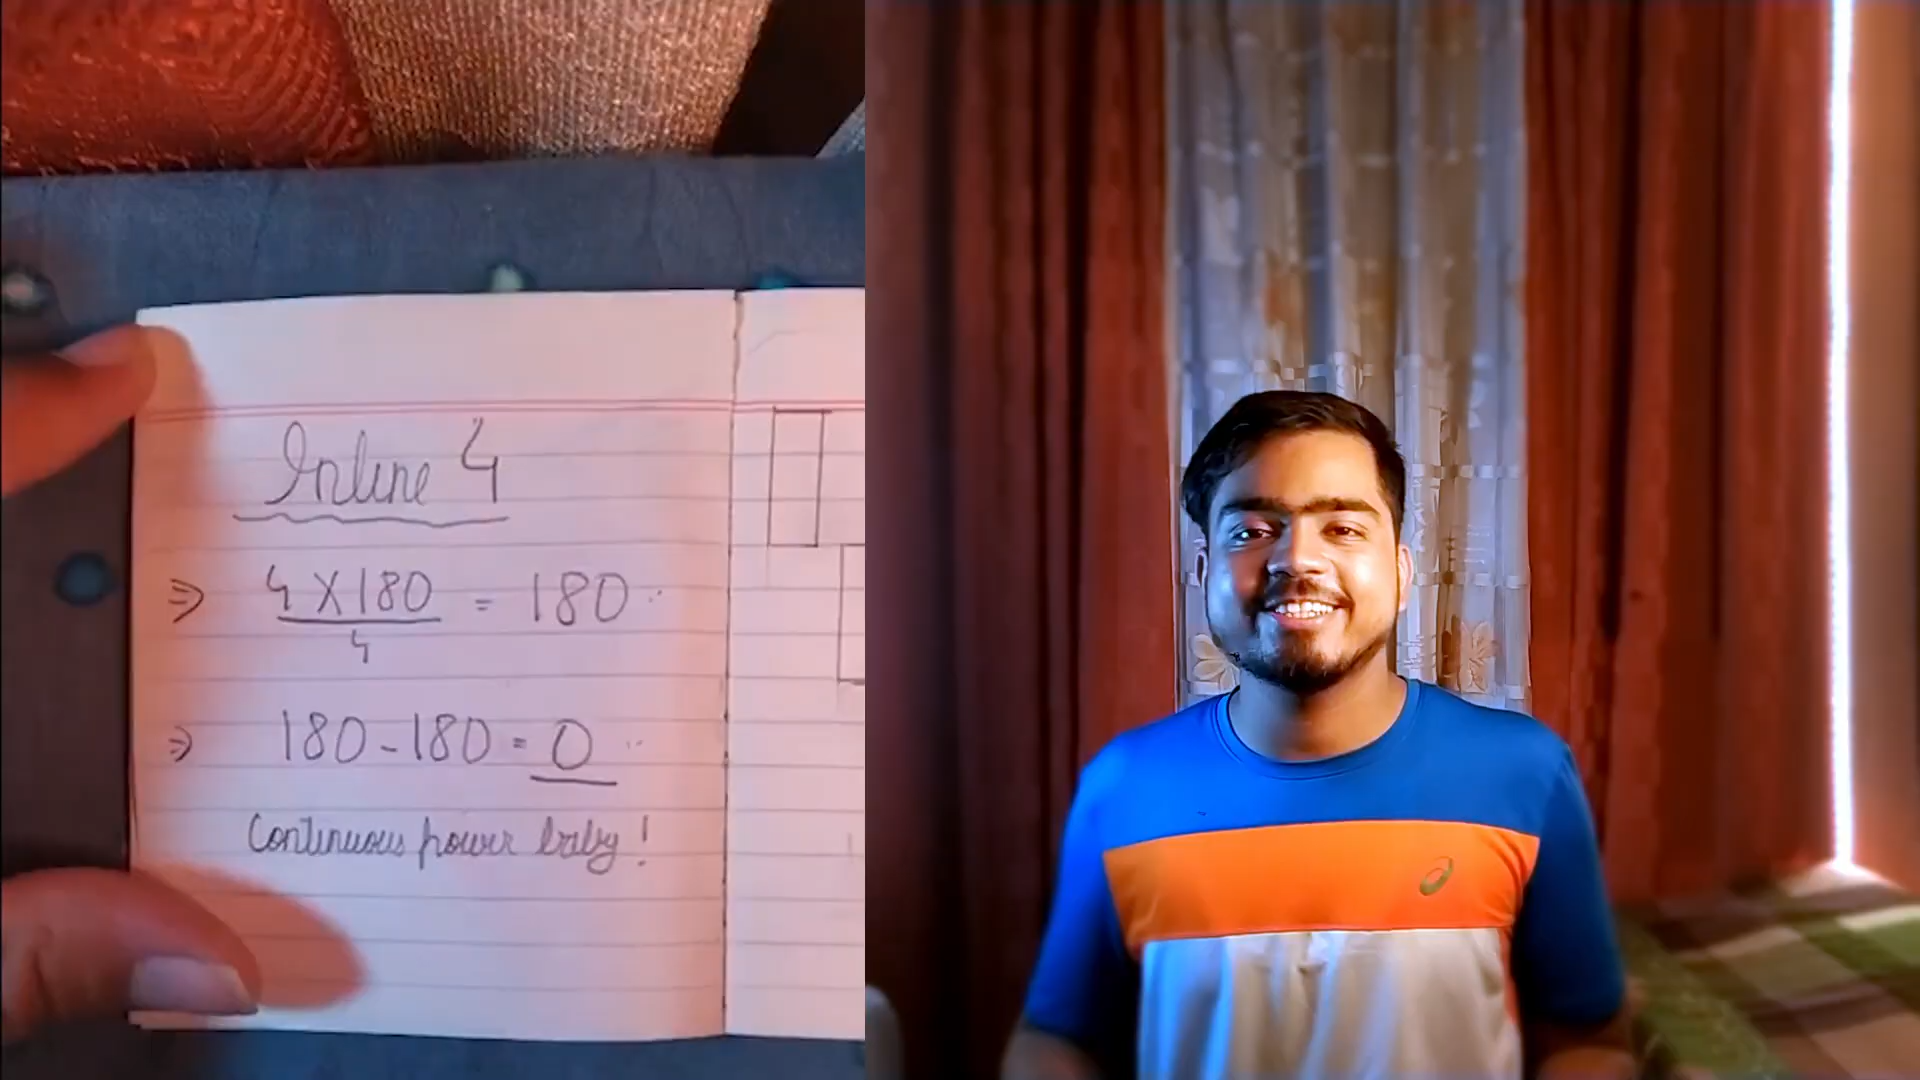 Inline 4
⇒ 4 X 180 / 4 = 180
⇒ 180 - 180 = 0
Continuous power baby!